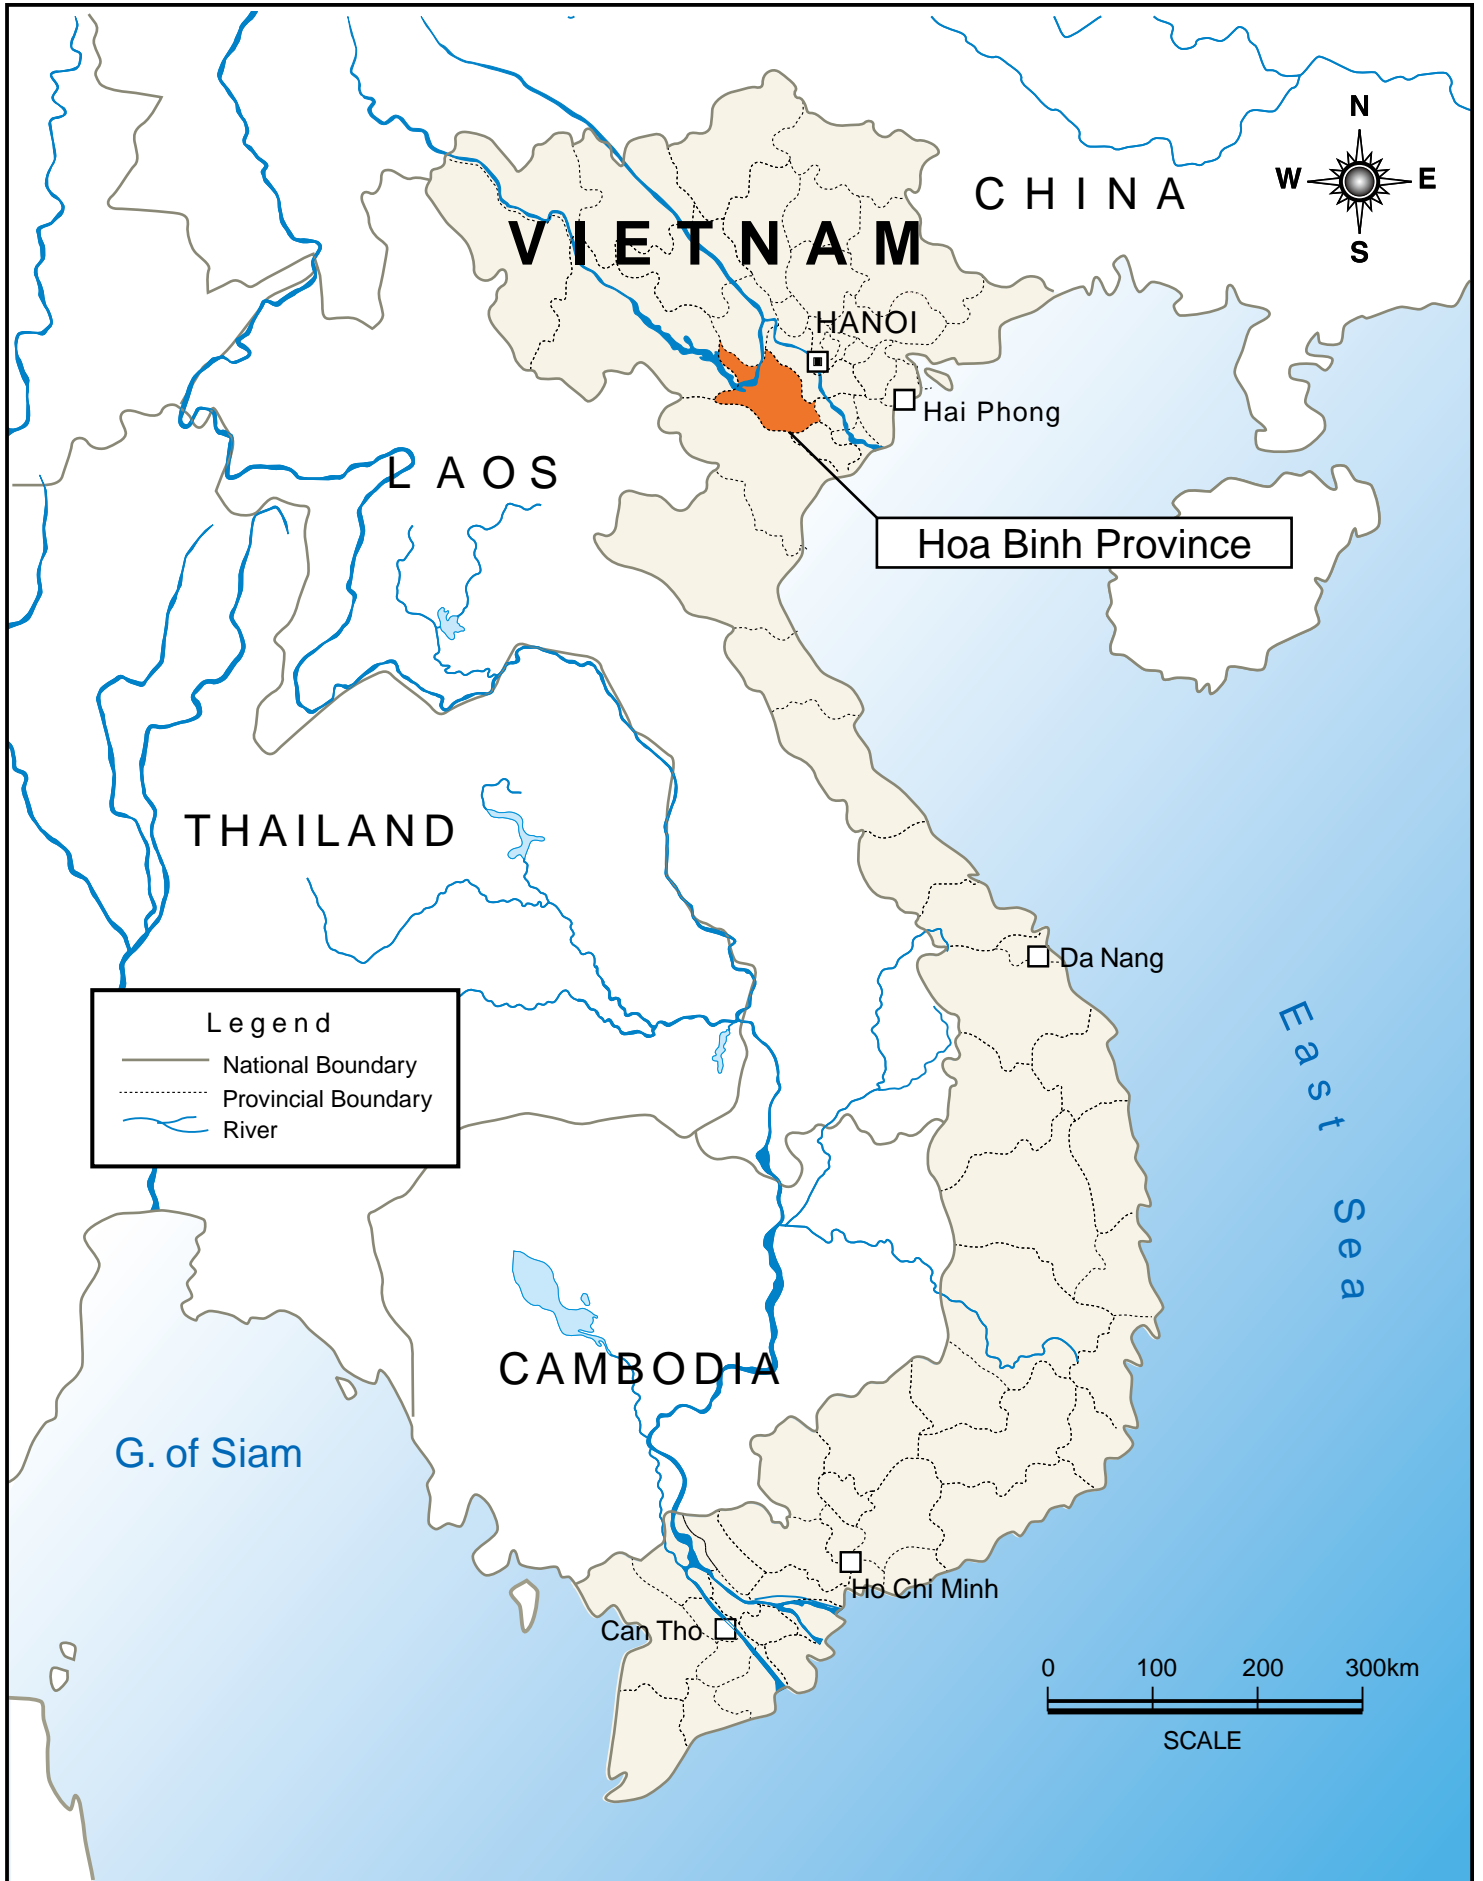 N
W E
S
CHINA
VIETNAM
HANOI
Hai Phong
LAOS
Hoa Binh Province
THAILAND
Da Nang
Legend
National Boundary
Provincial Boundary
River
East Sea
CAMBODIA
G. of Siam
Ho Chi Minh
Can Tho
0 100 200 300km
SCALE